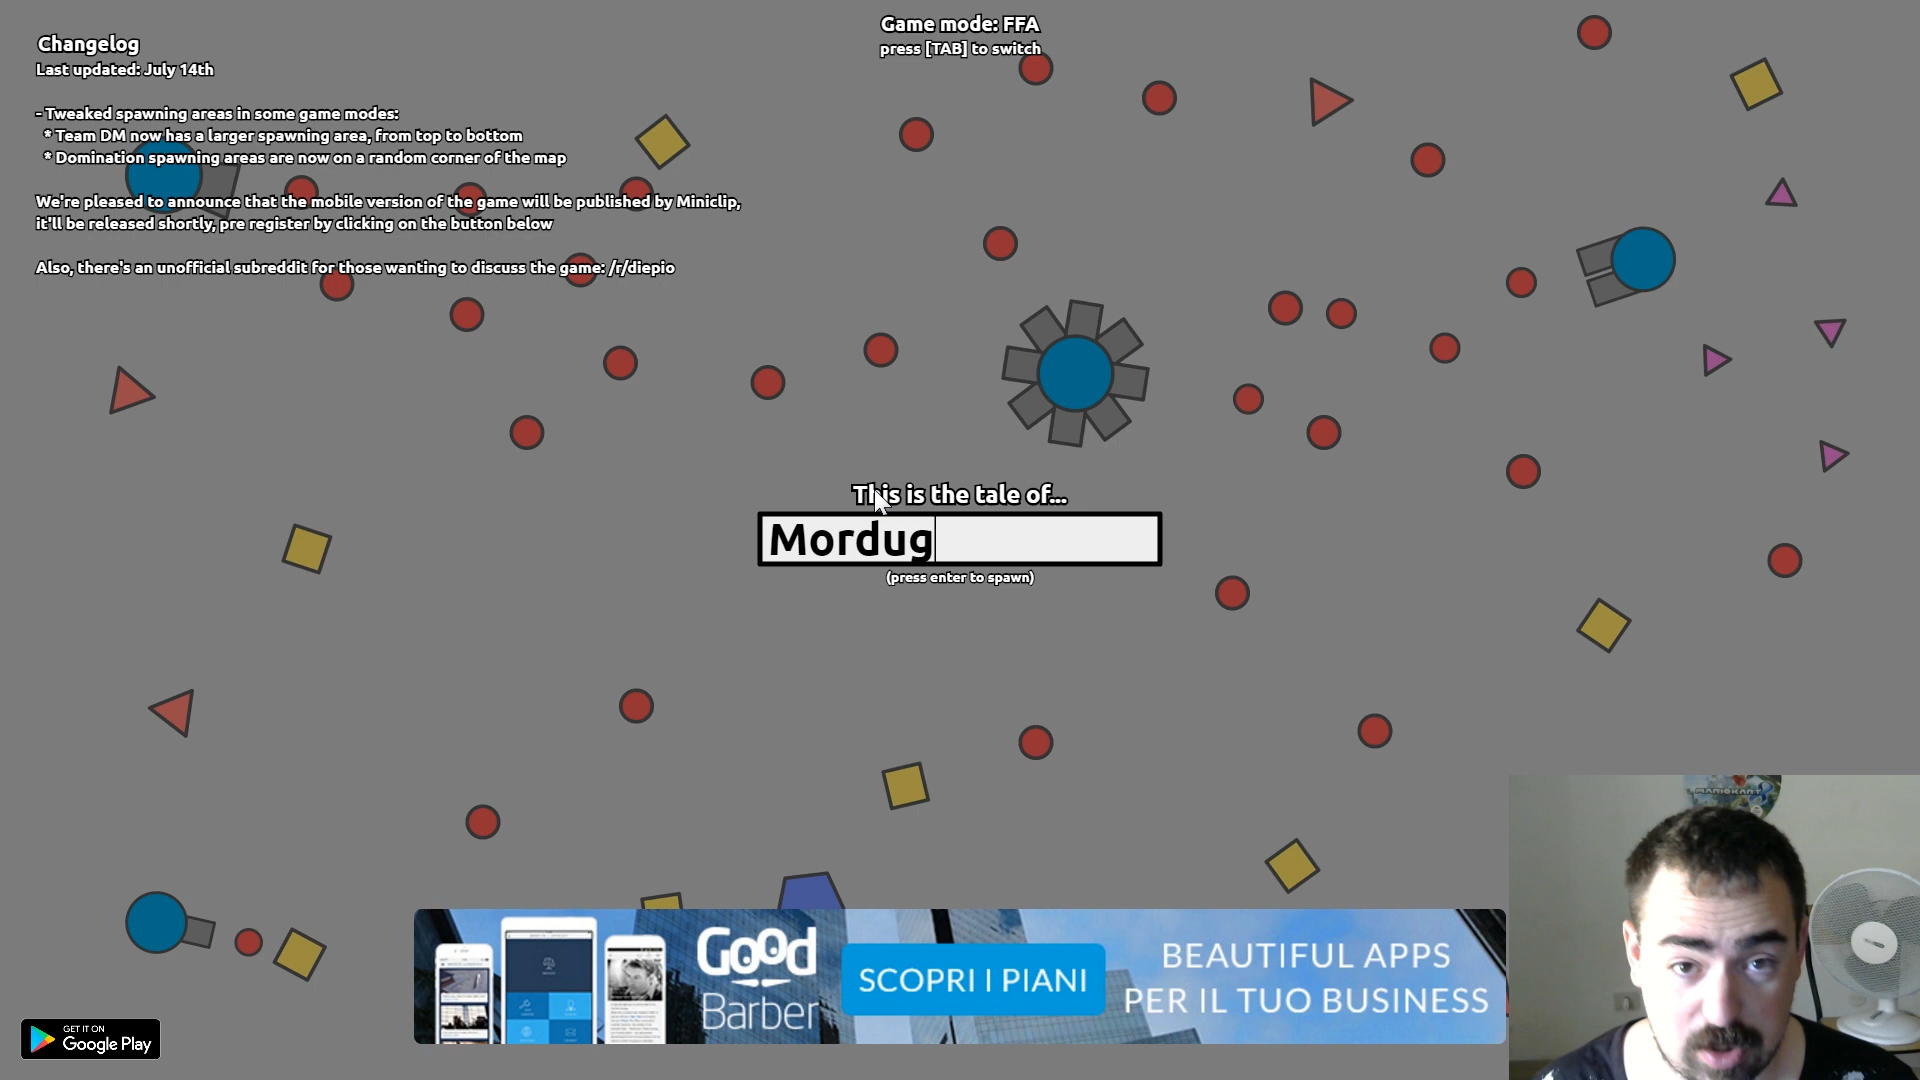 Game mode: FFA
press [TAB] to switch
Changelog
Last updated: July 14th
- Tweaked spawning areas in some game modes:
* Team DM now has a larger spawning area, from top to bottom
* Domination spawning areas are now on a random corner of the map
We're pleased to announce that the mobile version of the game will be published by Miniclip,
it'll be released shortly, pre register by clicking on the button below
Also, there's an unofficial subreddit for those wanting to discuss the game: /r/diepio
This is the tale of...
Mordug
(press enter to spawn)
MARIOKART 8
Good
Barber
SCOPRI I PIANI
BEAUTIFUL APPS
PER IL TUO BUSINESS
GET IT ON
Google Play